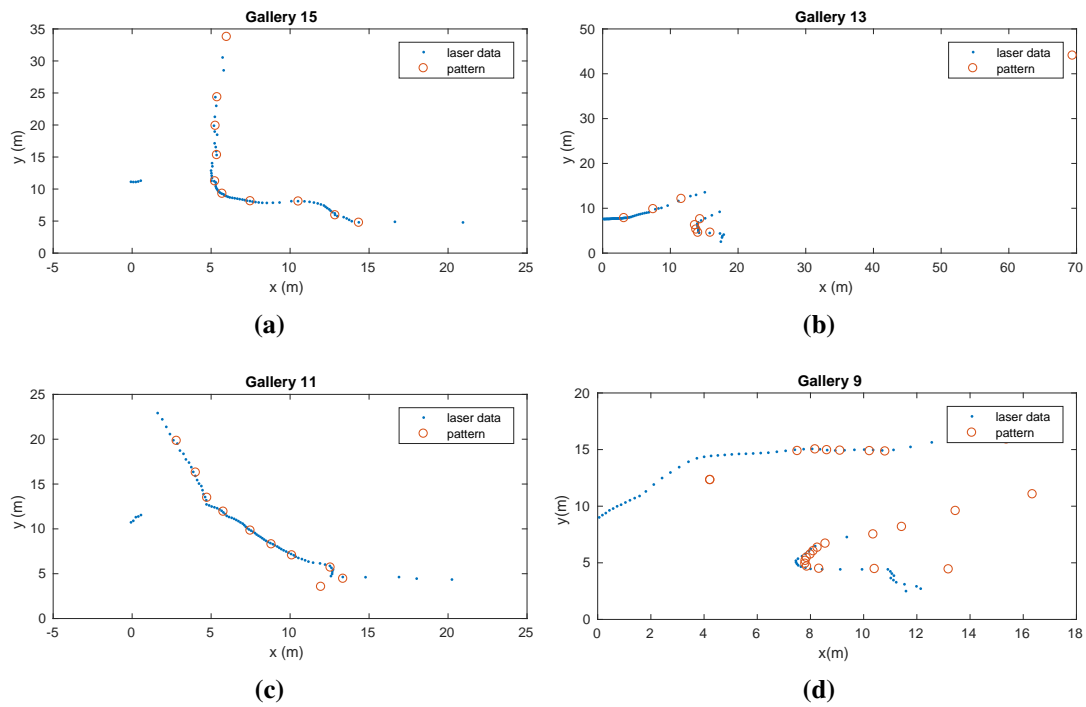 Gallery 15
35
30
25
20
15
10
5
0
y (m)
-5 0 5 10 15 20 25
x (m)
laser data
pattern
(a)
Gallery 13
50
40
30
20
10
0
y (m)
0 10 20 30 40 50 60 70
x (m)
laser data
pattern
(b)
Gallery 11
25
20
15
10
5
0
y (m)
-5 0 5 10 15 20 25
x (m)
laser data
pattern
(c)
Gallery 9
20
15
10
5
0
y(m)
0 2 4 6 8 10 12 14 16 18
x(m)
laser data
pattern
(d)